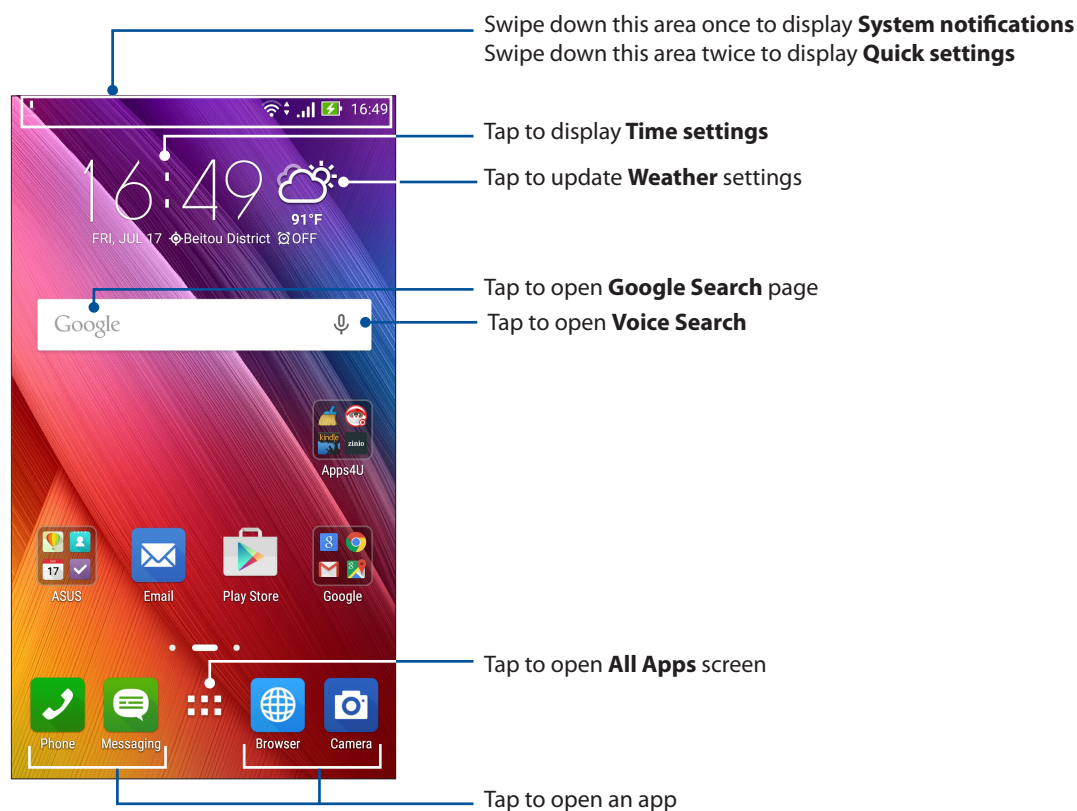 Swipe down this area once to display System notifications
Swipe down this area twice to display Quick settings
16:49
Tap to display Time settings
16:49
Tap to update Weather settings
91°F
FRI, JUL 17 Beitou District OFF
Tap to open Google Search page
Google
Tap to open Voice Search
kindle zinio
Apps4U
8
17
ASUS Email Play Store Google
Tap to open All Apps screen
Phone Messaging Browser Camera
Tap to open an app